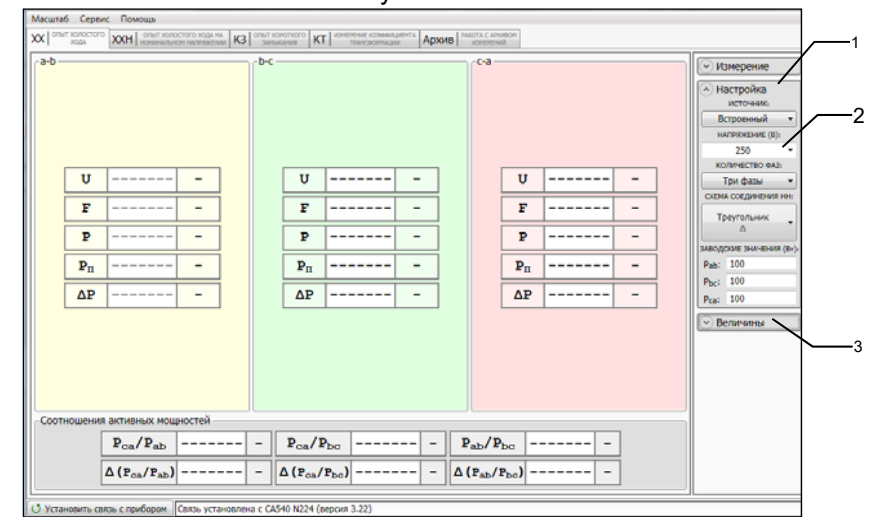 Масштаб Сервис Помощь
ХХ ОПЫТ ХОЛОСТОГО ХОДА ХХН ОПЫТ ХОЛОСТОГО ХОДА НА НОМИНАЛЬНОМ НАПРЯЖЕНИИ КЗ ОПЫТ КОРОТКОГО ЗАМЫКАНИЯ КТ ИЗМЕРЕНИЕ КОЭФФИЦИЕНТА ТРАНСФОРМАЦИИ Архив РАБОТА С АРХИВОМ ИЗМЕРЕНИЙ
a-b b-c c-a
Измерение
1
Настройка
ИСТОЧНИК:
Встроенный
2
НАПРЯЖЕНИЕ (В):
250
КОЛИЧЕСТВО ФАЗ:
Три фазы
СХЕМА СОЕДИНЕНИЯ НН:
Треугольник
Δ
ЗАВОДСКИЕ ЗНАЧЕНИЯ (Вт):
Pab: 100
Pbc: 100
Pca: 100
Величины
3
U ------- - U ------- - U ------- -
F ------- - F ------- - F ------- -
P ------- - P ------- - P ------- -
Pп ------- - Pп ------- - Pп ------- -
ΔP ------- - ΔP ------- - ΔP ------- -
Соотношения активных мощностей
Pca/Pab ------- - Pca/Pbc ------- - Pab/Pbc ------- -
Δ(Pca/Pab) ------- - Δ(Pca/Pbc) ------- - Δ(Pab/Pbc) ------- -
Установить связь с прибором Связь установлена с CA540 N224 (версия 3.22)